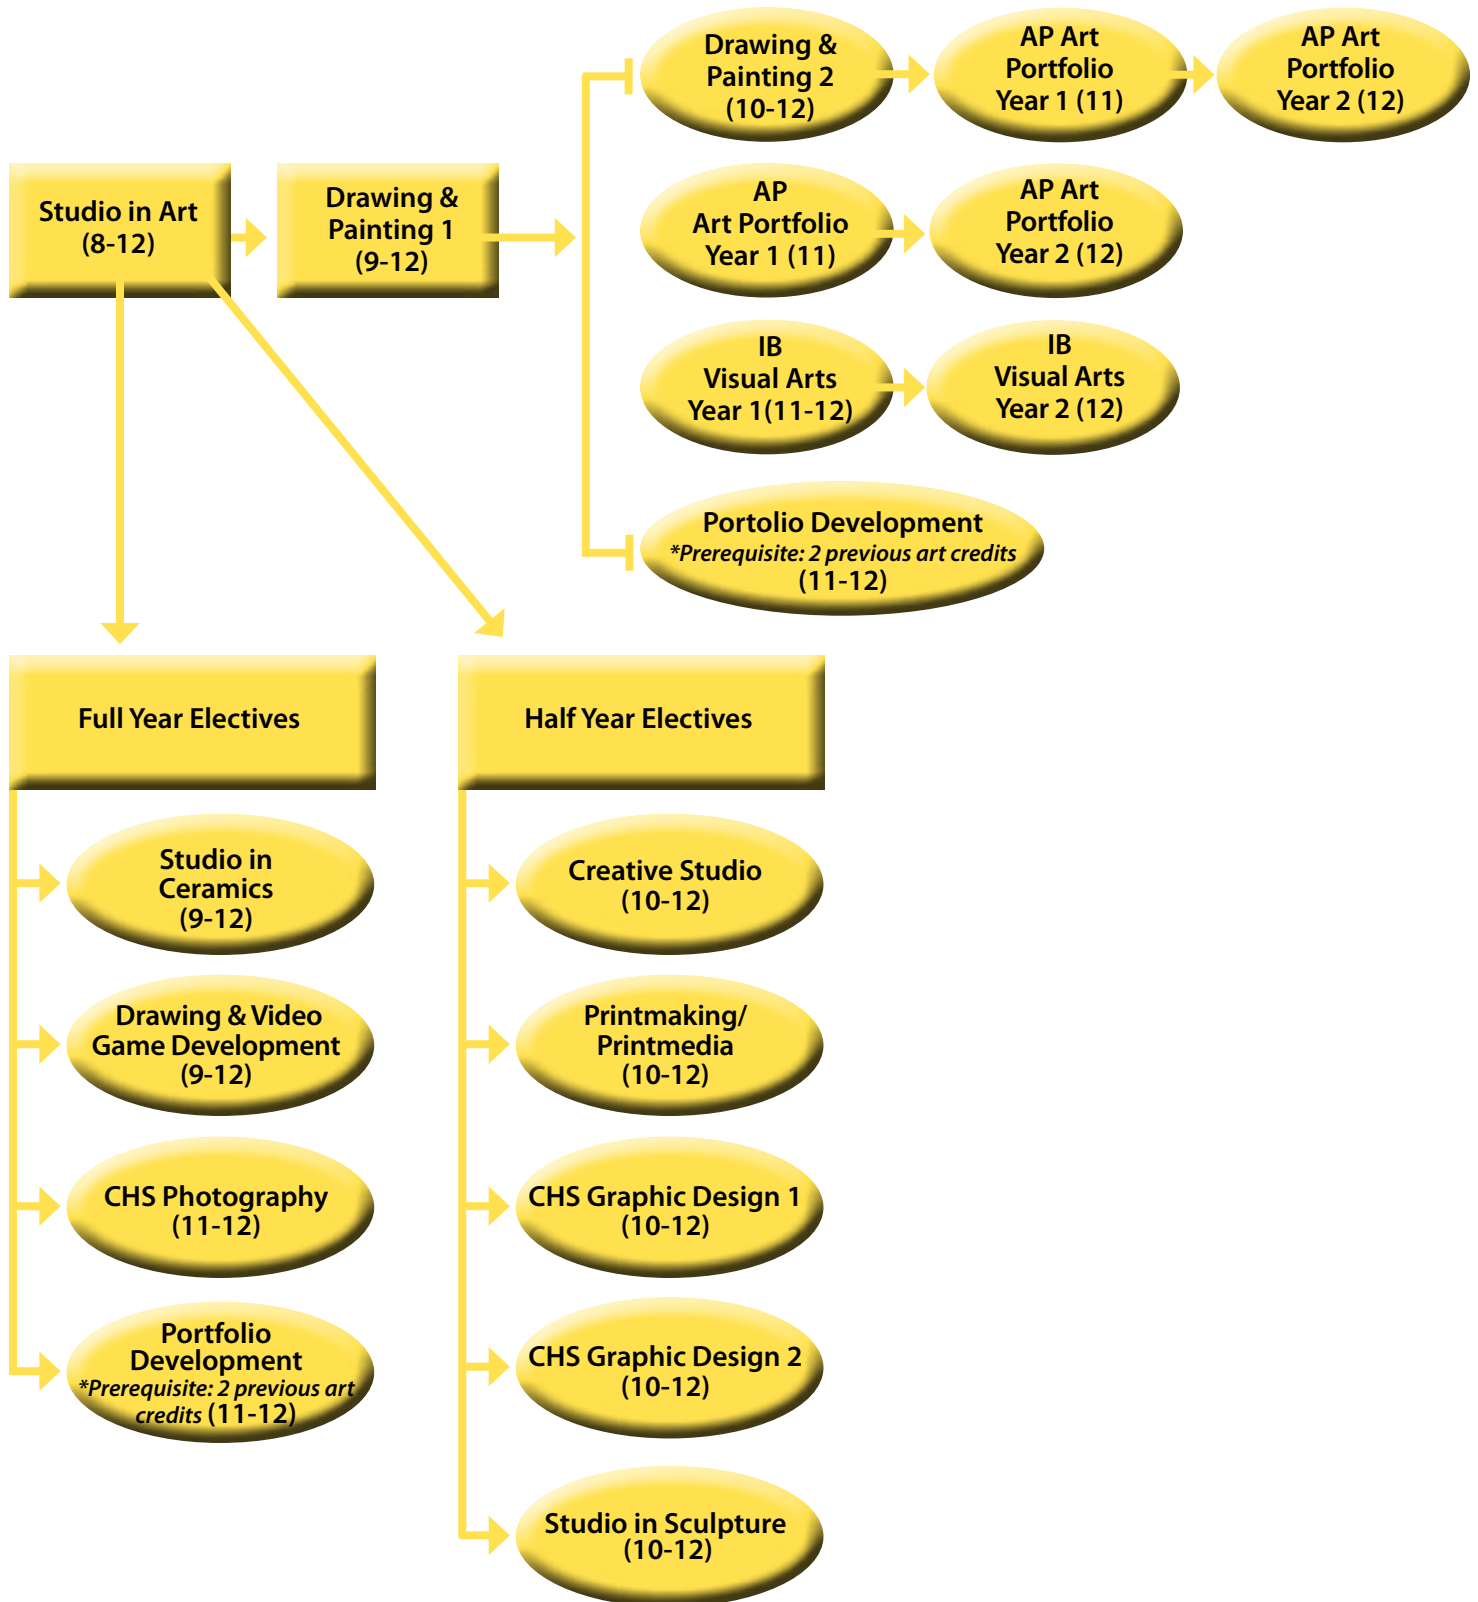 Studio in Art
(8-12)
Drawing &
Painting 1
(9-12)
Drawing &
Painting 2
(10-12)
AP Art
Portfolio
Year 1 (11)
AP Art
Portfolio
Year 2 (12)
AP
Art Portfolio
Year 1 (11)
AP Art
Portfolio
Year 2 (12)
IB
Visual Arts
Year 1(11-12)
IB
Visual Arts
Year 2 (12)
Portolio Development
*Prerequisite: 2 previous art credits
(11-12)
Full Year Electives
Studio in
Ceramics
(9-12)
Drawing & Video
Game Development
(9-12)
CHS Photography
(11-12)
Portfolio
Development
*Prerequisite: 2 previous art
credits (11-12)
Half Year Electives
Creative Studio
(10-12)
Printmaking/
Printmedia
(10-12)
CHS Graphic Design 1
(10-12)
CHS Graphic Design 2
(10-12)
Studio in Sculpture
(10-12)